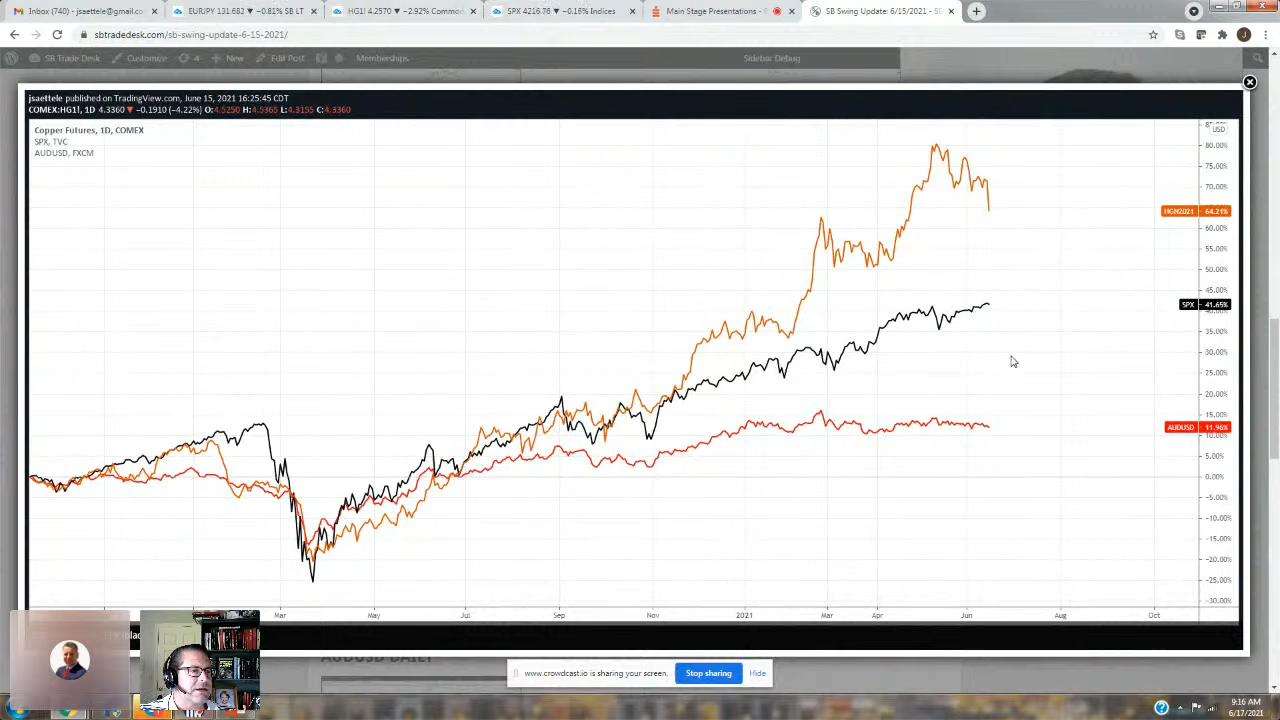 Inbox (740) - jsaettele@gmail.co
EURJPY 131.682 ▼ −0.81% SB LT
HG1! 4.2570 ▼ −2.92% Commod
SPX 4216.76 ▼ −0.16% Indices
Main Stage Presentations -
SB Swing Update: 6/15/2021 - SB
sbtradedesk.com/sb-swing-update-6-15-2021/
SB Trade Desk
Customize
4
New
Edit Post
Memberships
Sidebar Debug
jsaettele published on TradingView.com, June 15, 2021 16:25:45 CDT
COMEX:HG1!, 1D 4.3360 ▼ −0.1910 (−4.22%) O:4.5250 H:4.5365 L:4.3155 C:4.3360
Copper Futures, 1D, COMEX
SPX, TVC
AUDUSD, FXCM
USD
80.00%
75.00%
70.00%
HGN2021 64.21%
60.00%
55.00%
50.00%
45.00%
SPX 41.65%
40.00%
35.00%
30.00%
25.00%
20.00%
15.00%
AUDUSD 11.96%
10.00%
5.00%
0.00%
−5.00%
−10.00%
−15.00%
−20.00%
−25.00%
−30.00%
Mar May Jul Sep Nov 2021 Mar Apr Jun Aug Oct
AUDUSD DAILY
www.crowdcast.io is sharing your screen.
Stop sharing
Hide
9:16 AM
6/17/2021